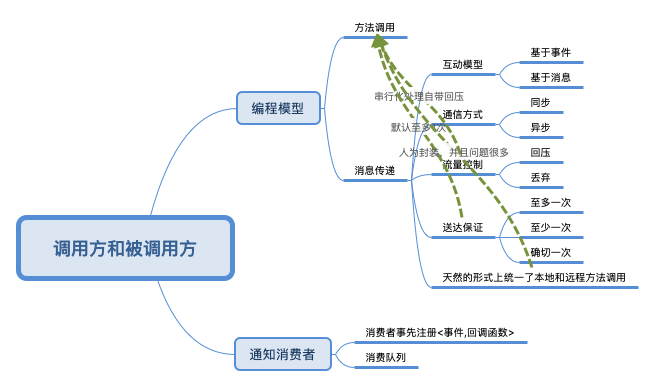 调用方和被调用方
编程模型
方法调用
消息传递
互动模型
基于事件
基于消息
通信方式
同步
异步
流量控制
回压
丢弃
送达保证
至多一次
至少一次
确切一次
天然的形式上统一了本地和远程方法调用
串行化处理自带回压
默认至多一次
人为封装，并且问题很多
通知消费者
消费者事先注册<事件,回调函数>
消费队列